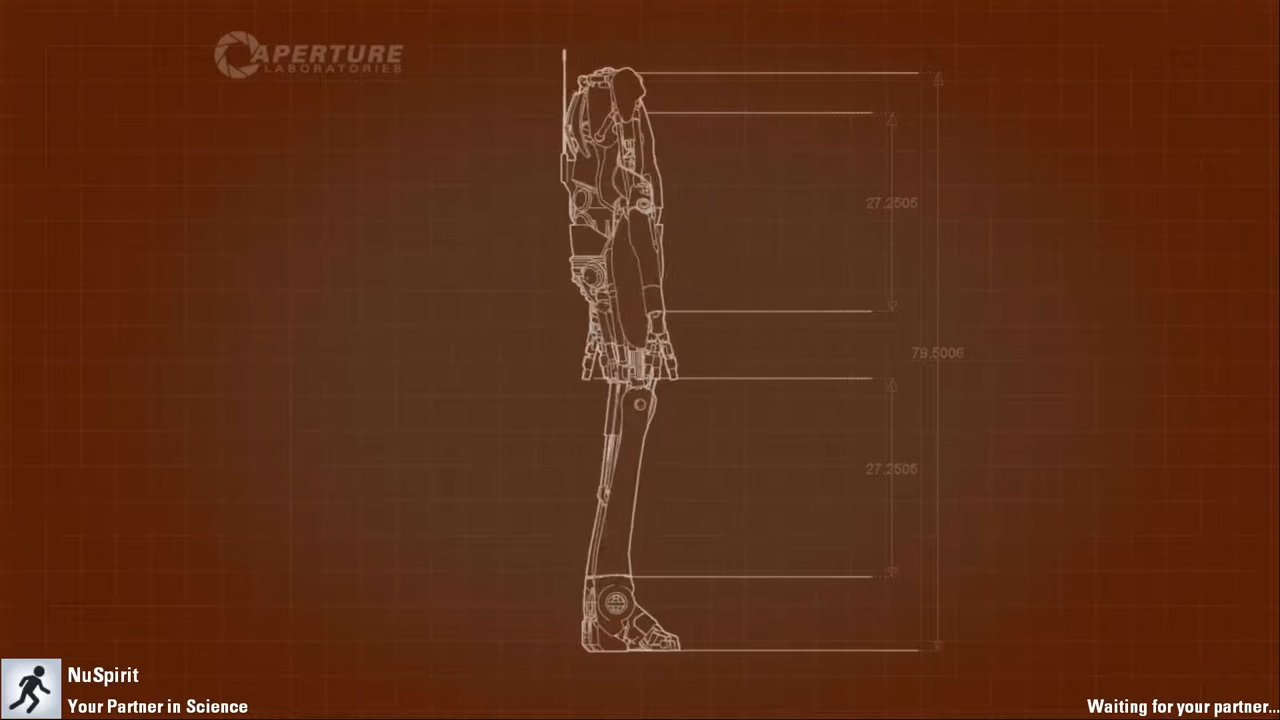 APERTURE
LABORATORIES
27.2505
79.5006
27.2505
NuSpirit
Your Partner in Science
Waiting for your partner...